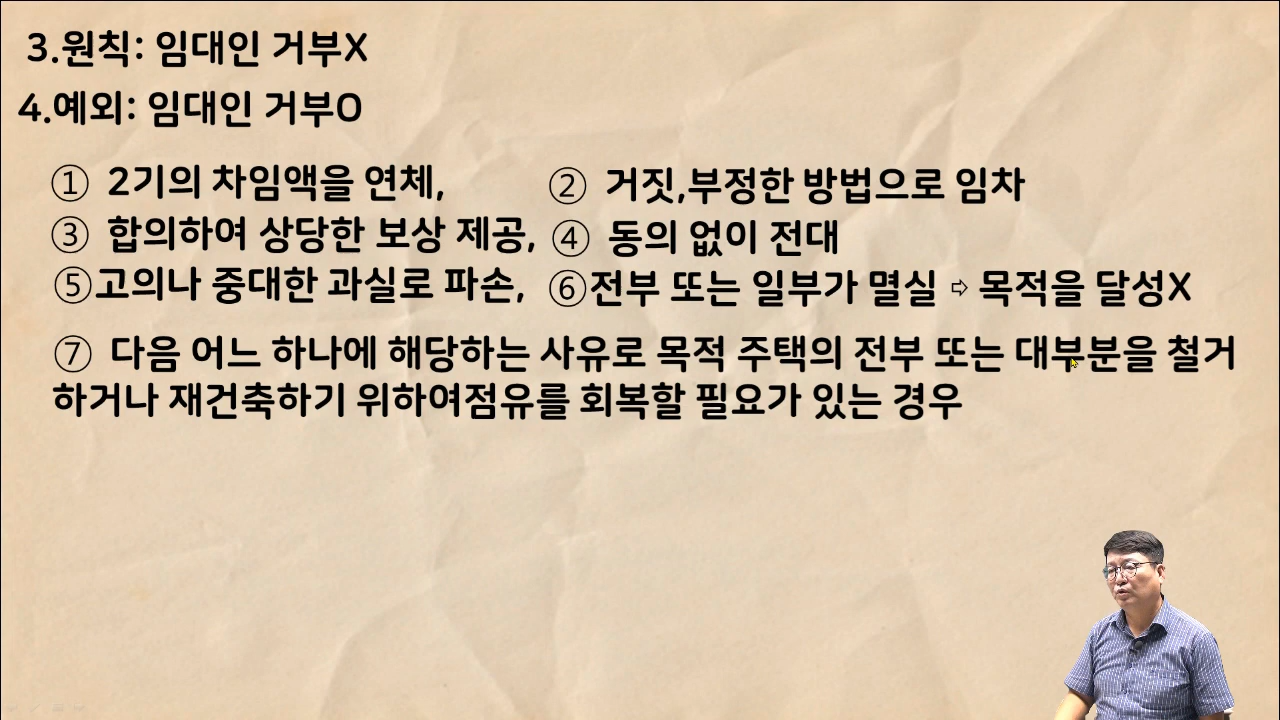 3.원칙: 임대인 거부X
4.예외: 임대인 거부O
① 2기의 차임액을 연체, ② 거짓,부정한 방법으로 임차
③ 합의하여 상당한 보상 제공, ④ 동의 없이 전대
⑤고의나 중대한 과실로 파손, ⑥전부 또는 일부가 멸실 ⇨ 목적을 달성X
⑦ 다음 어느 하나에 해당하는 사유로 목적 주택의 전부 또는 대부분을 철거
하거나 재건축하기 위하여점유를 회복할 필요가 있는 경우